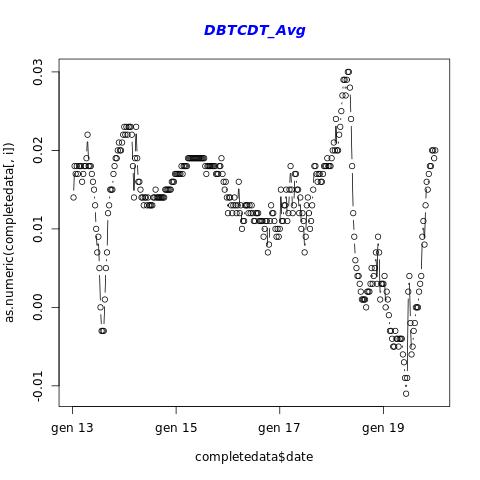 DBTCDT_Avg
as.numeric(completedata[, i])
0.03
0.02
0.01
0.00
-0.01
gen 13
gen 15
gen 17
gen 19
completedata$date